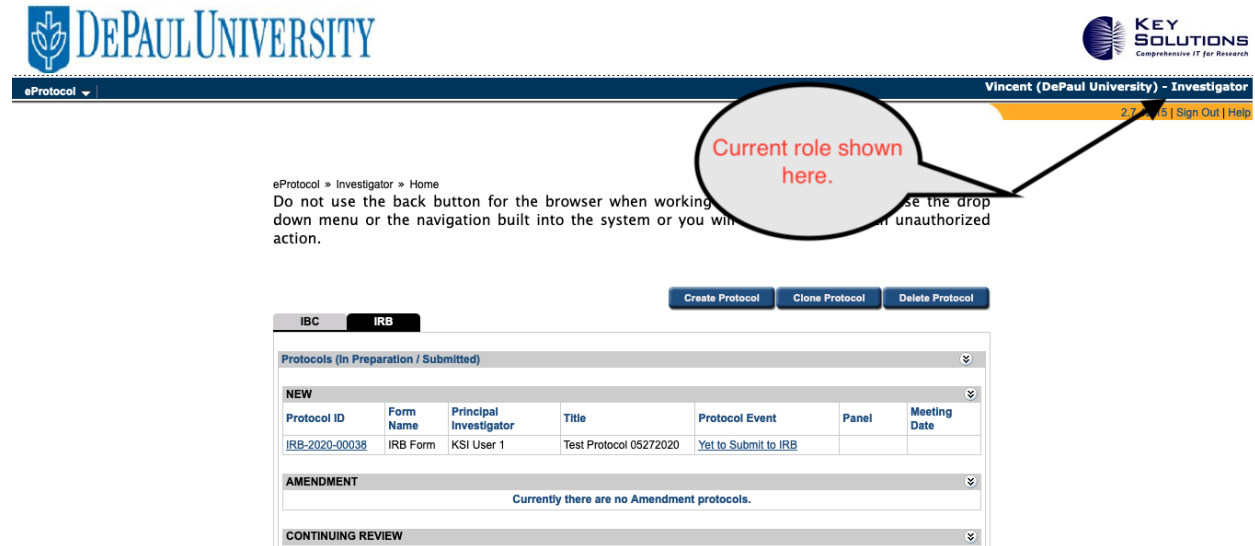 DEPAUL UNIVERSITY
KEY
SOLUTIONS
Comprehensive IT for Research
eProtocol
Vincent (DePaul University) - Investigator
| Sign Out | Help
Current role shown
here.
eProtocol » Investigator » Home
Do not use the back button for the browser when working the drop
down menu or the navigation built into the system or you unauthorized
action.
Create Protocol Clone Protocol Delete Protocol
IBC IRB
Protocols (In Preparation / Submitted)
NEW
Protocol ID Form Name Principal Investigator Title Protocol Event Panel Meeting Date
IRB-2020-00038 IRB Form KSI User 1 Test Protocol 05272020 Yet to Submit to IRB
AMENDMENT
Currently there are no Amendment protocols.
CONTINUING REVIEW